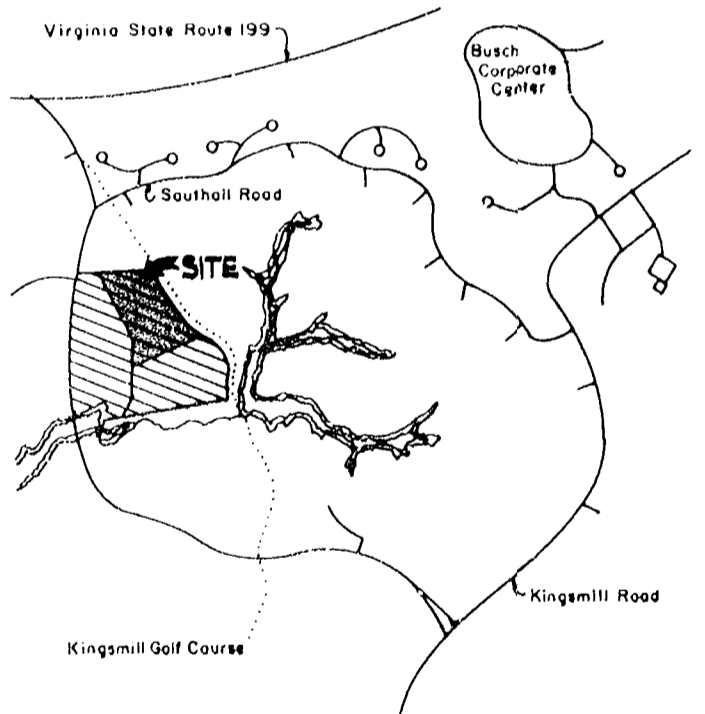 Virginia State Route 199
Busch
Corporate
Center
Southall Road
SITE
Kingsmill Road
Kingsmill Golf Course